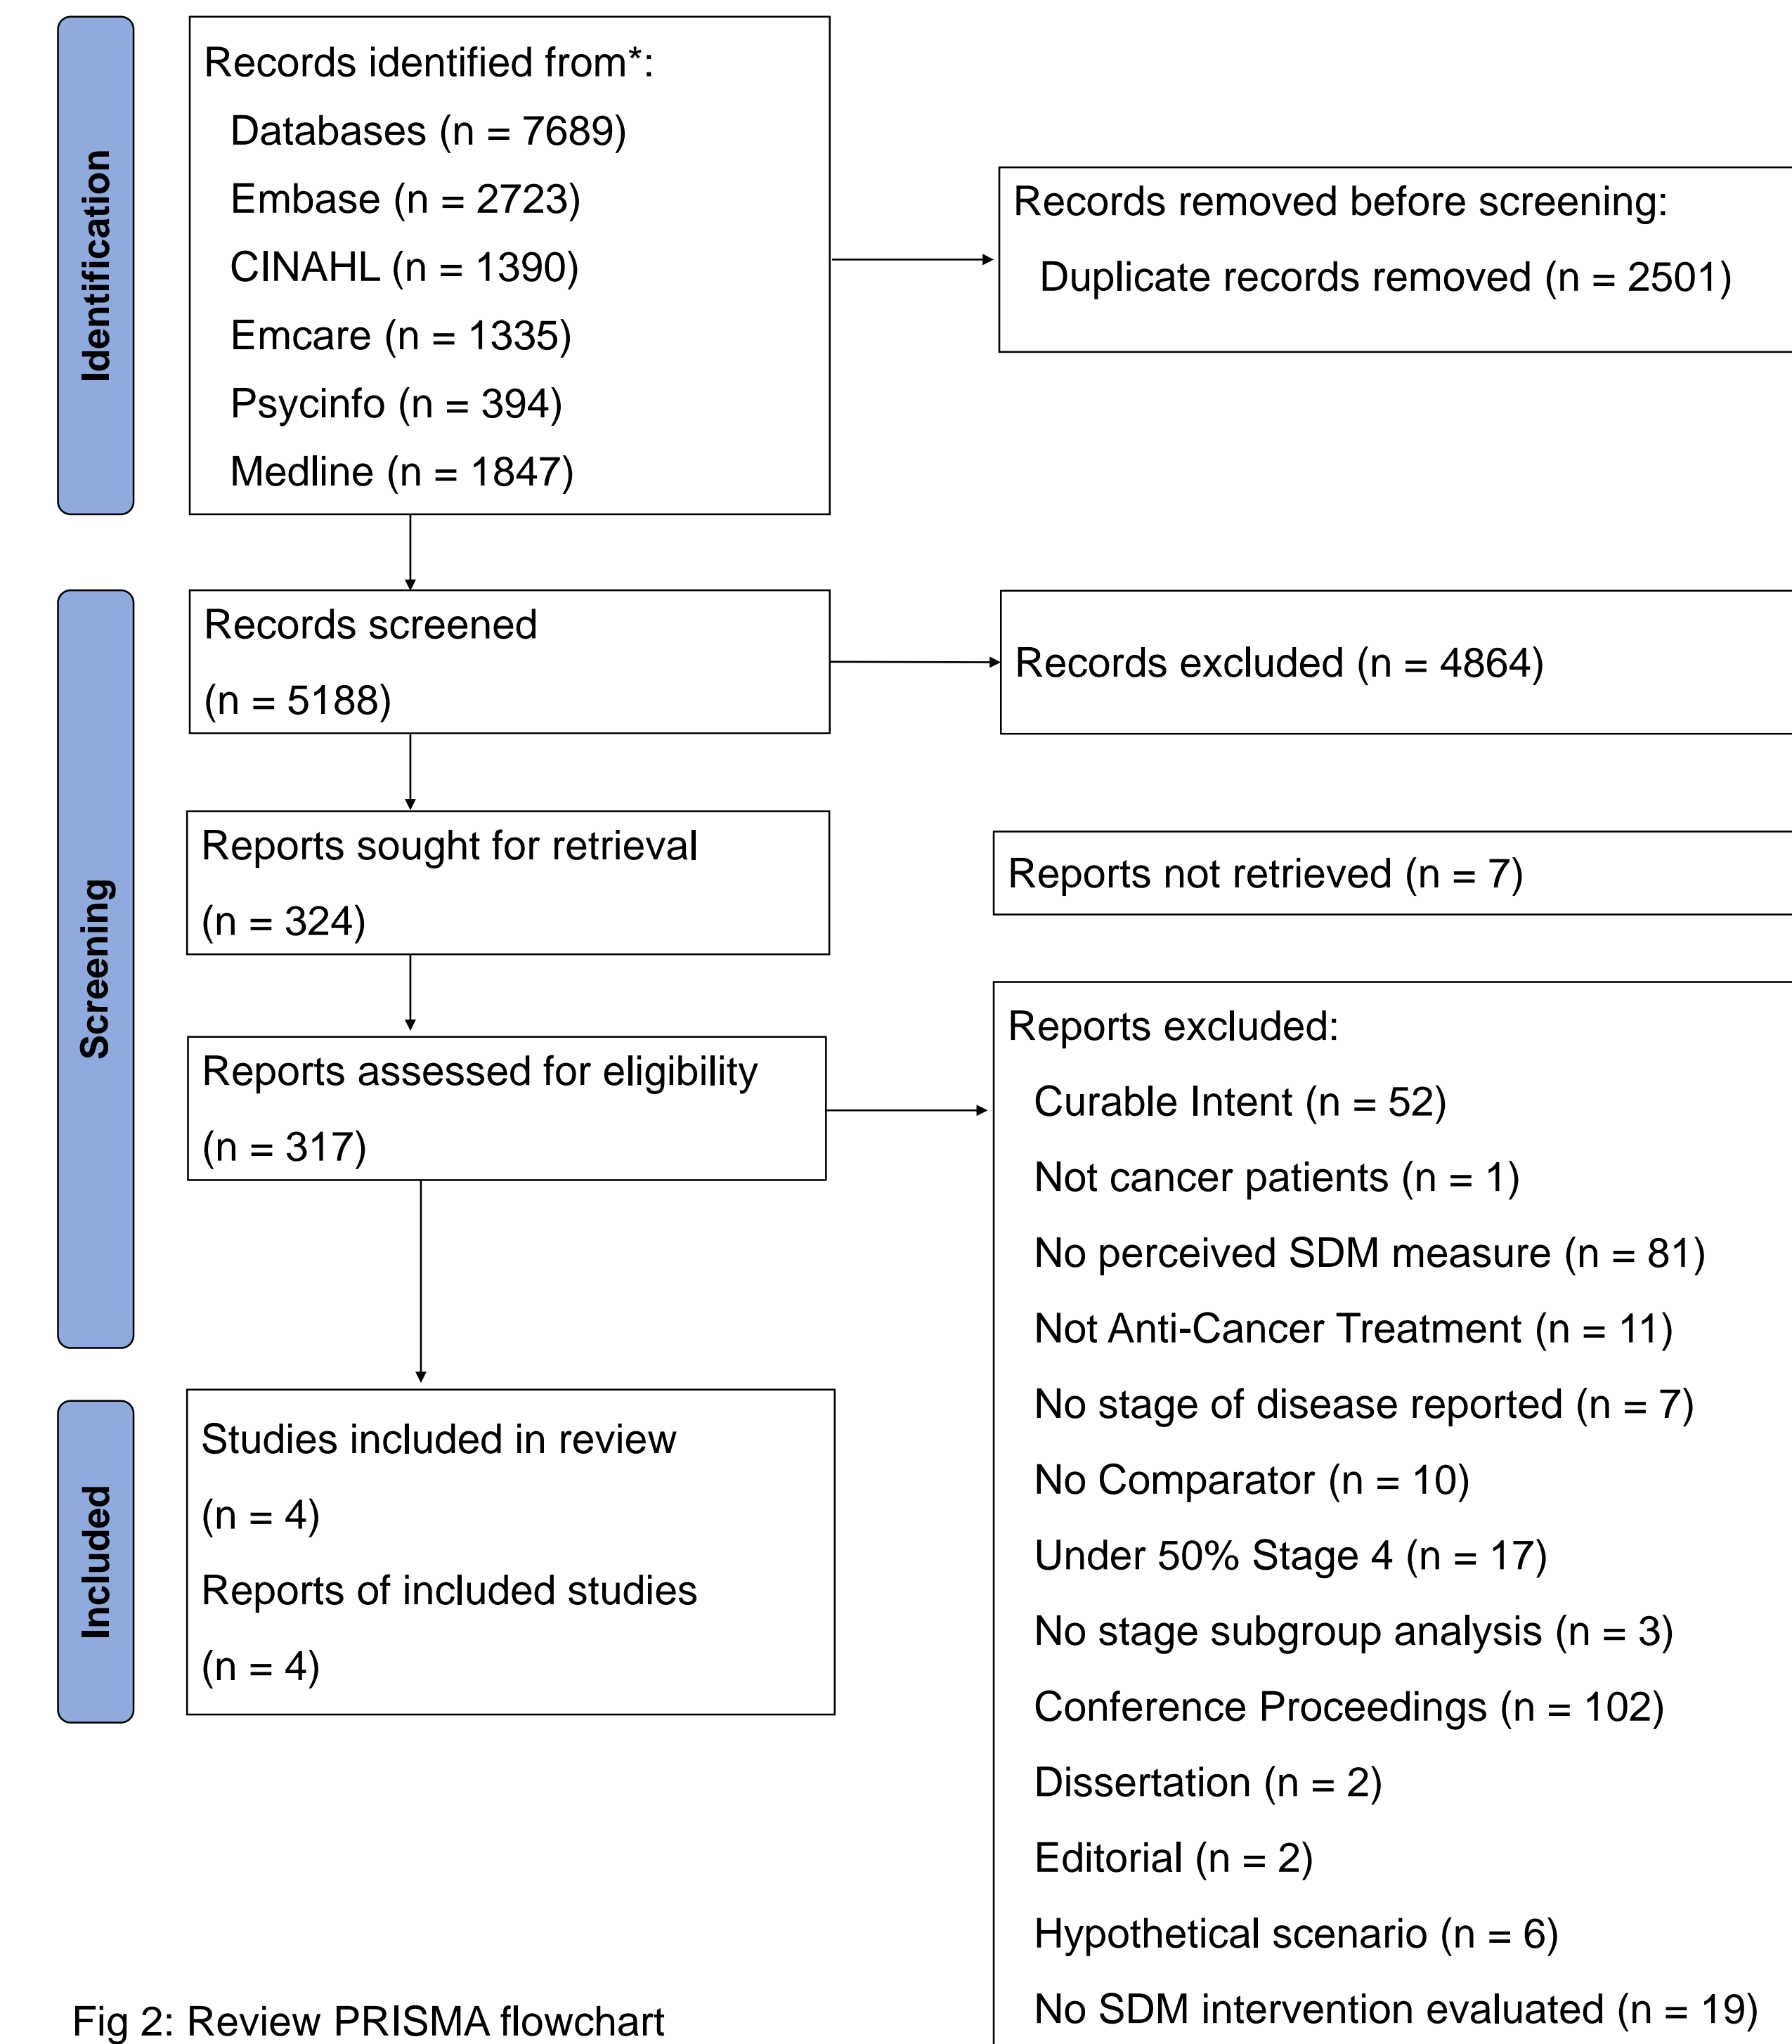 Identification
Records identified from*:
Databases (n = 7689)
Embase (n = 2723)
CINAHL (n = 1390)
Emcare (n = 1335)
Psycinfo (n = 394)
Medline (n = 1847)
Records removed before screening:
Duplicate records removed (n = 2501)
Screening
Records screened
(n = 5188)
Records excluded (n = 4864)
Reports sought for retrieval
(n = 324)
Reports not retrieved (n = 7)
Reports assessed for eligibility
(n = 317)
Reports excluded:
Curable Intent (n = 52)
Not cancer patients (n = 1)
No perceived SDM measure (n = 81)
Not Anti-Cancer Treatment (n = 11)
No stage of disease reported (n = 7)
No Comparator (n = 10)
Under 50% Stage 4 (n = 17)
No stage subgroup analysis (n = 3)
Conference Proceedings (n = 102)
Dissertation (n = 2)
Editorial (n = 2)
Hypothetical scenario (n = 6)
No SDM intervention evaluated (n = 19)
Included
Studies included in review
(n = 4)
Reports of included studies
(n = 4)
Fig 2: Review PRISMA flowchart